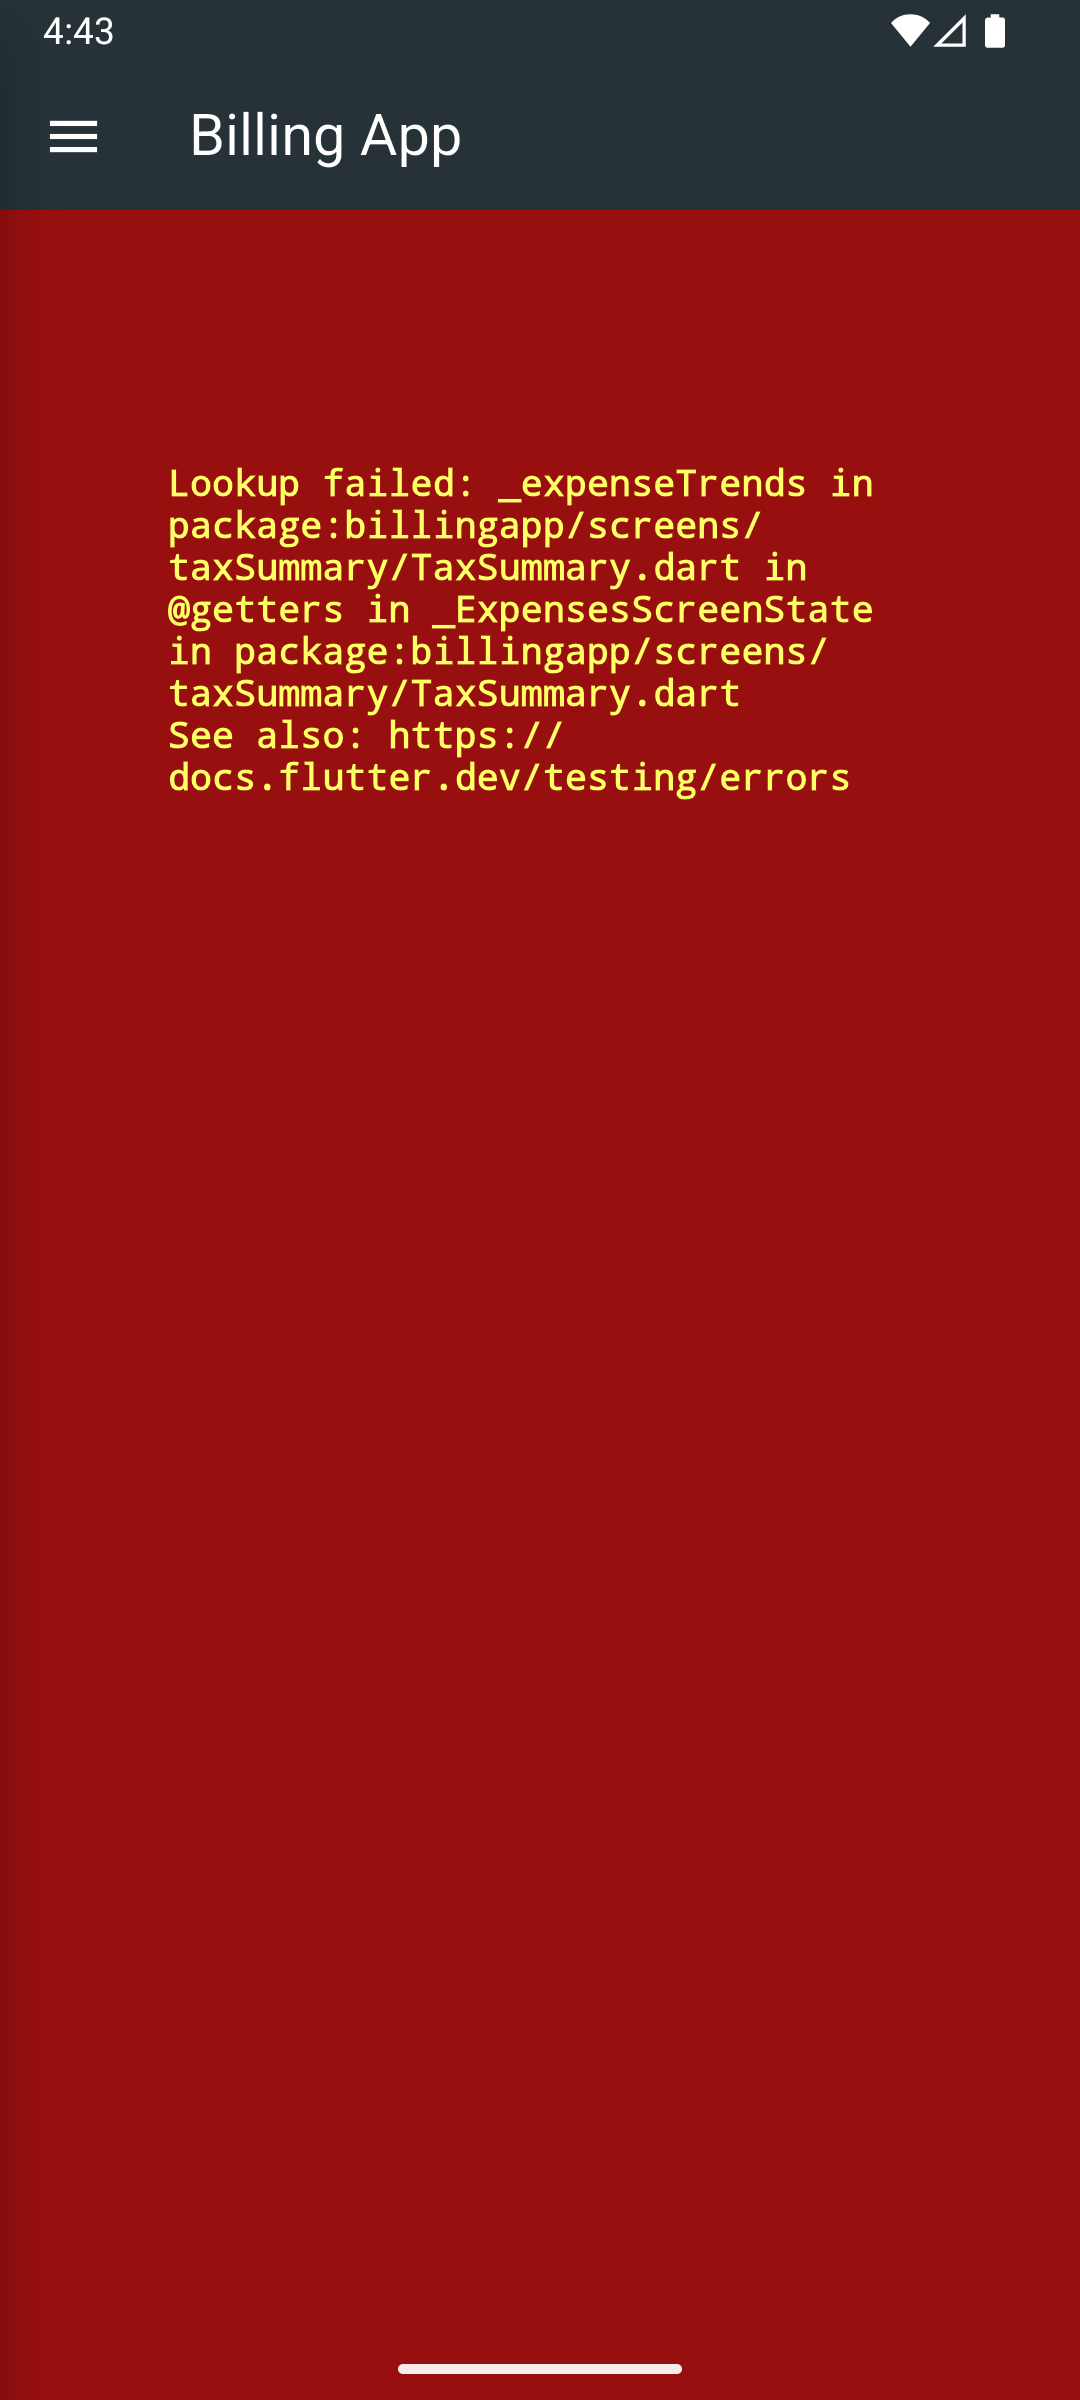 4:43
Billing App
Lookup failed: _expenseTrends in
package:billingapp/screens/
taxSummary/TaxSummary.dart in
@getters in _ExpensesScreenState
in package:billingapp/screens/
taxSummary/TaxSummary.dart
See also: https://
docs.flutter.dev/testing/errors